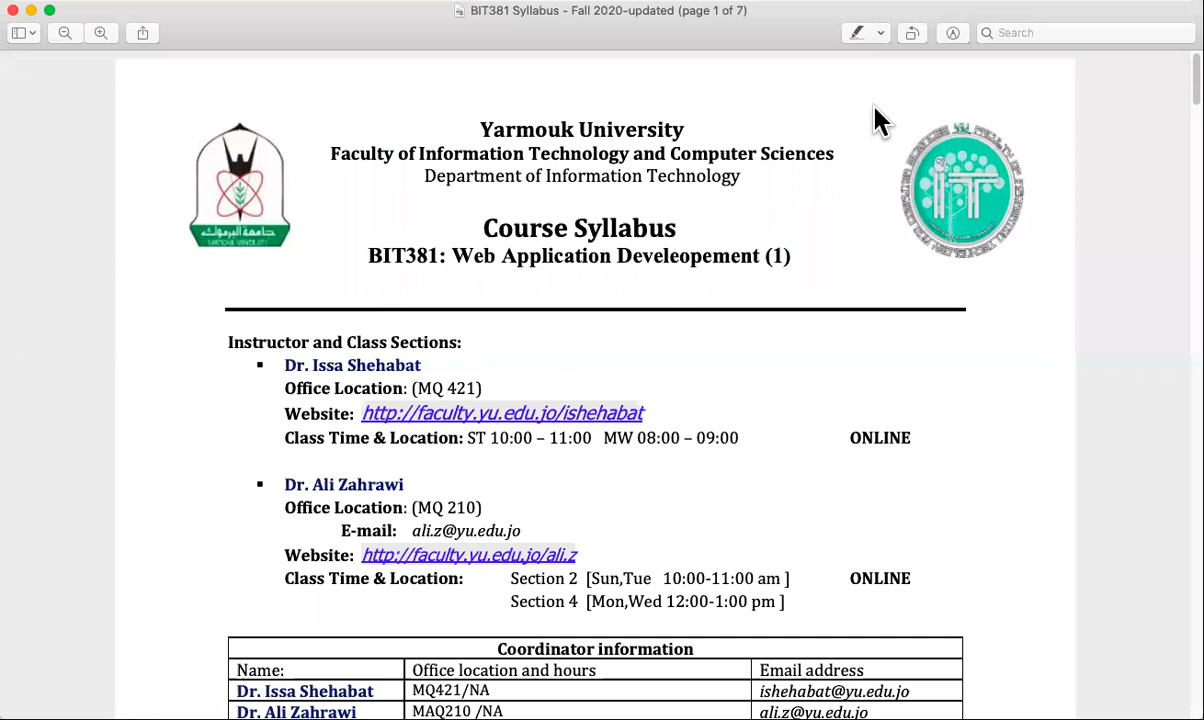 BIT381 Syllabus - Fall 2020-updated (page 1 of 7)
Search
Yarmouk University
Faculty of Information Technology and Computer Sciences
Department of Information Technology
Course Syllabus
BIT381: Web Application Develeopement (1)
جامعة اليرموك
YARMOUK UNIVERSITY
IT
Instructor and Class Sections:
▪ Dr. Issa Shehabat
Office Location: (MQ 421)
Website: http://faculty.yu.edu.jo/ishehabat
Class Time & Location: ST 10:00 – 11:00 MW 08:00 – 09:00 ONLINE
▪ Dr. Ali Zahrawi
Office Location: (MQ 210)
E-mail: ali.z@yu.edu.jo
Website: http://faculty.yu.edu.jo/ali.z
Class Time & Location: Section 2 [Sun,Tue 10:00-11:00 am ] ONLINE
Section 4 [Mon,Wed 12:00-1:00 pm ]
Coordinator information
Name: Office location and hours Email address
Dr. Issa Shehabat MQ421/NA ishehabat@yu.edu.jo
Dr. Ali Zahrawi MAQ210 /NA ali.z@yu.edu.jo